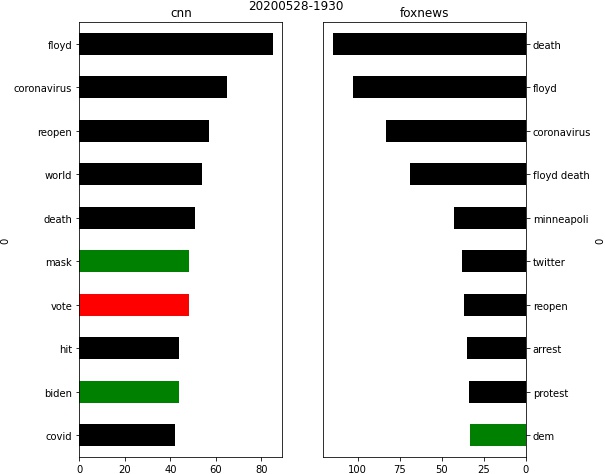 20200528-1930
cnn
foxnews
floyd
coronavirus
reopen
world
death
mask
vote
hit
biden
covid
0
0 20 40 60 80
death
floyd
coronavirus
floyd death
minneapoli
twitter
reopen
arrest
protest
dem
0
100 75 50 25 0